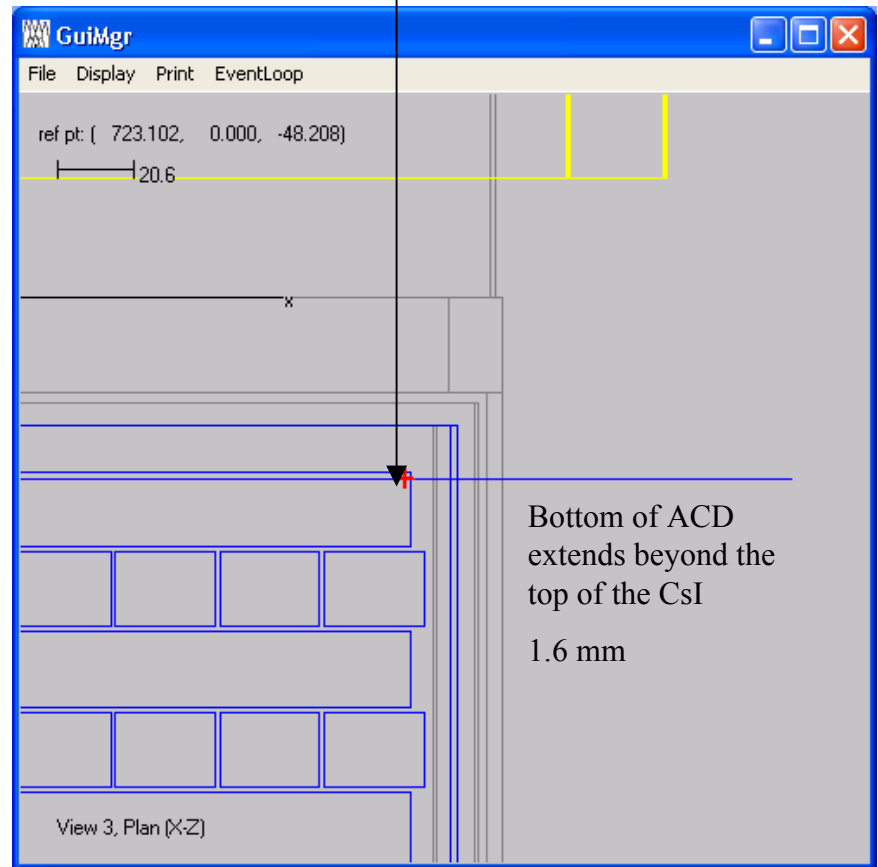 GuiMgr
File Display Print EventLoop
ref pt: ( 723.102, 0.000, -48.208)
20.6
x
Bottom of ACD
extends beyond the
top of the CsI
1.6 mm
View 3, Plan (X-Z)